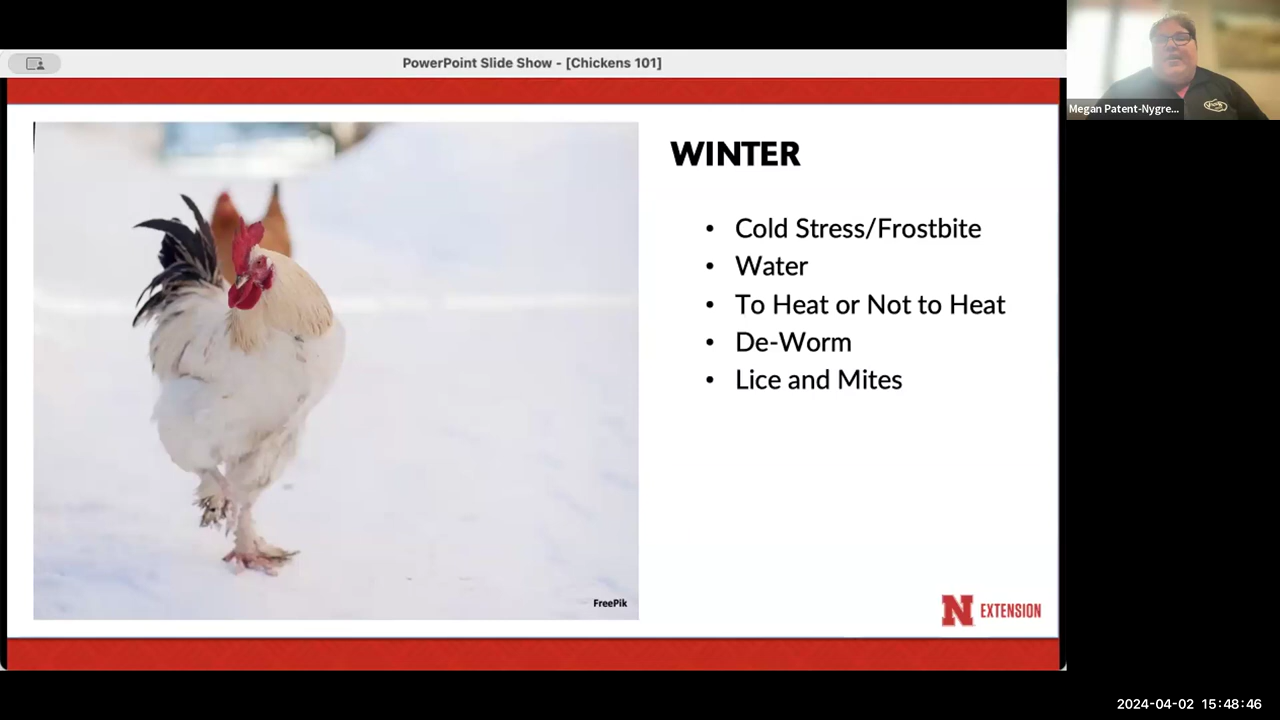 PowerPoint Slide Show - [Chickens 101]
Megan Patent-Nygre...
WINTER
• Cold Stress/Frostbite
• Water
• To Heat or Not to Heat
• De-Worm
• Lice and Mites
FreePik
N EXTENSION
2024-04-02 15:48:46